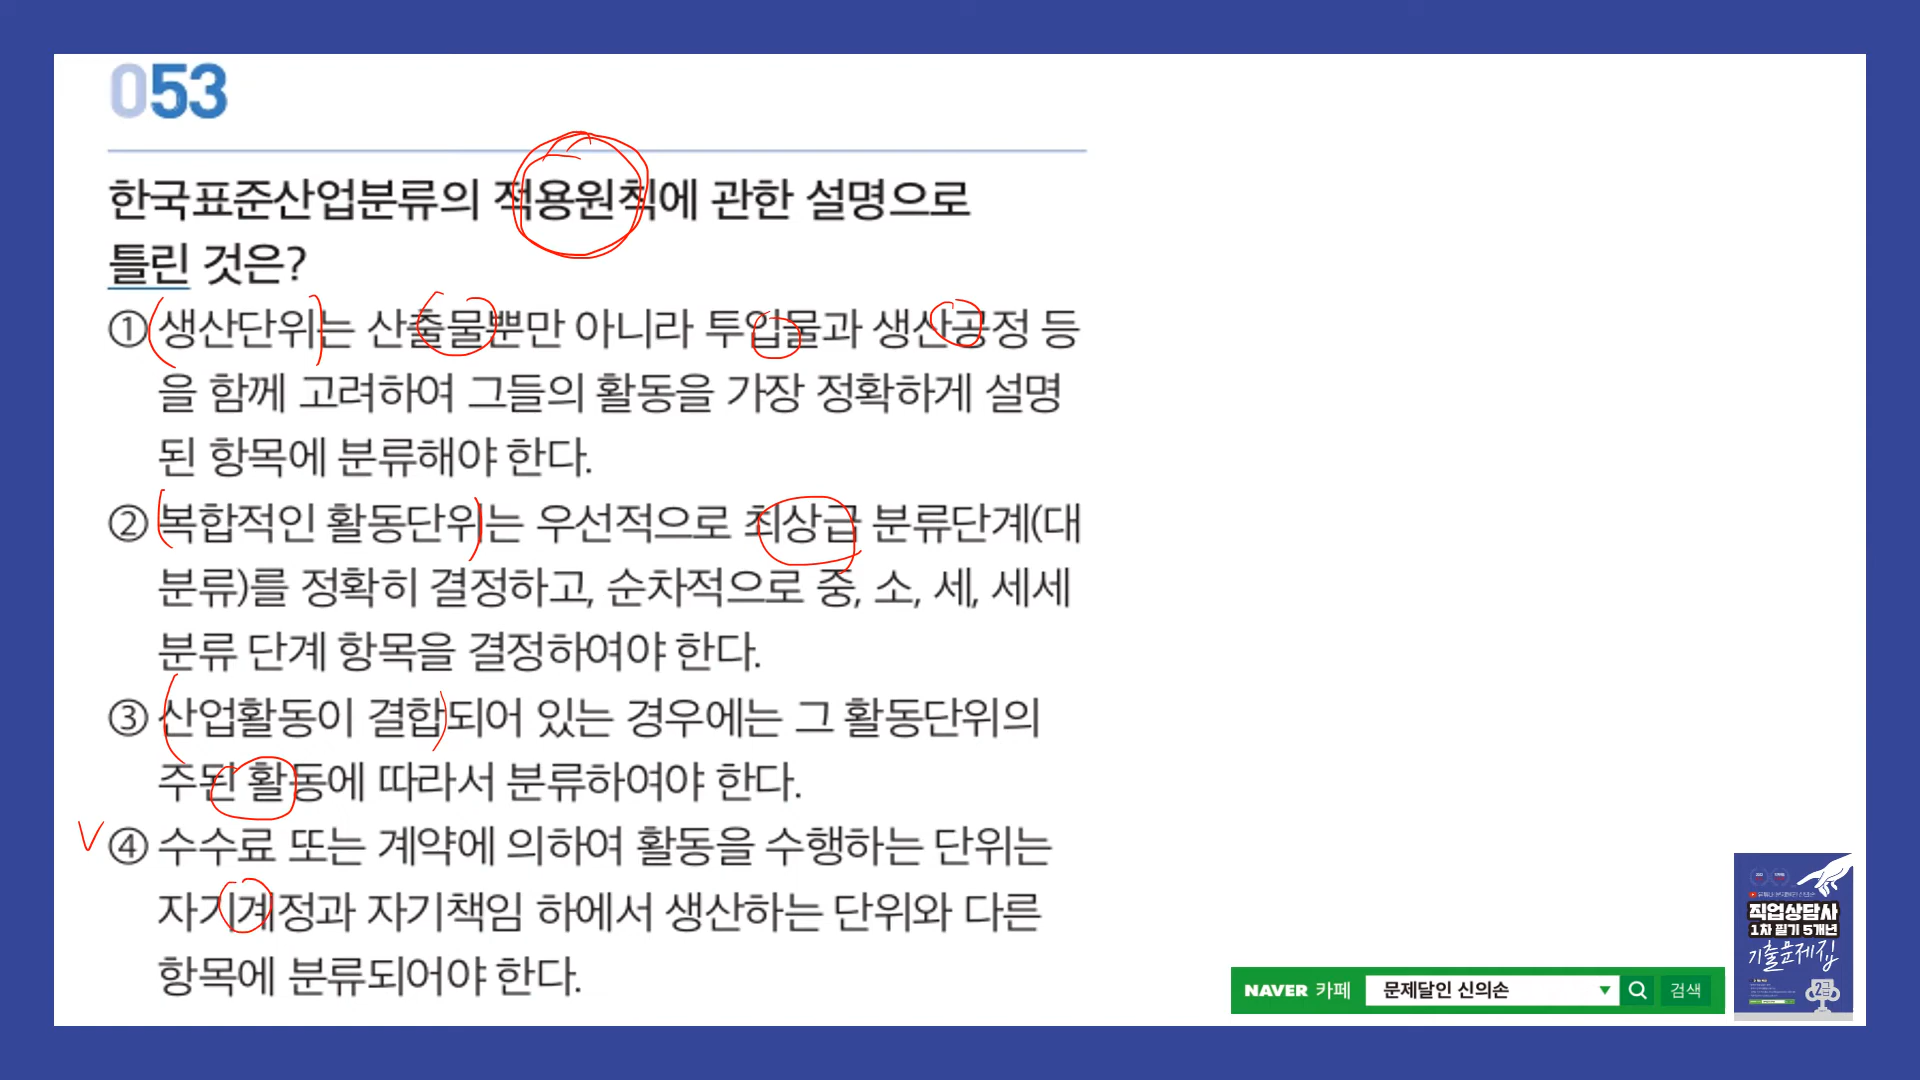 053
한국표준산업분류의 적용원칙에 관한 설명으로
틀린 것은?
① 생산단위는 산출물뿐만 아니라 투입물과 생산공정 등
을 함께 고려하여 그들의 활동을 가장 정확하게 설명
된 항목에 분류해야 한다.
② 복합적인 활동단위는 우선적으로 최상급 분류단계(대
분류)를 정확히 결정하고, 순차적으로 중, 소, 세, 세세
분류 단계 항목을 결정하여야 한다.
③ 산업활동이 결합되어 있는 경우에는 그 활동단위의
주된 활동에 따라서 분류하여야 한다.
④ 수수료 또는 계약에 의하여 활동을 수행하는 단위는
자기계정과 자기책임 하에서 생산하는 단위와 다른
항목에 분류되어야 한다.
NAVER 카페 문제달인 신의손 검색
직업상담사
1차 필기 5개년
기출문제집
2급